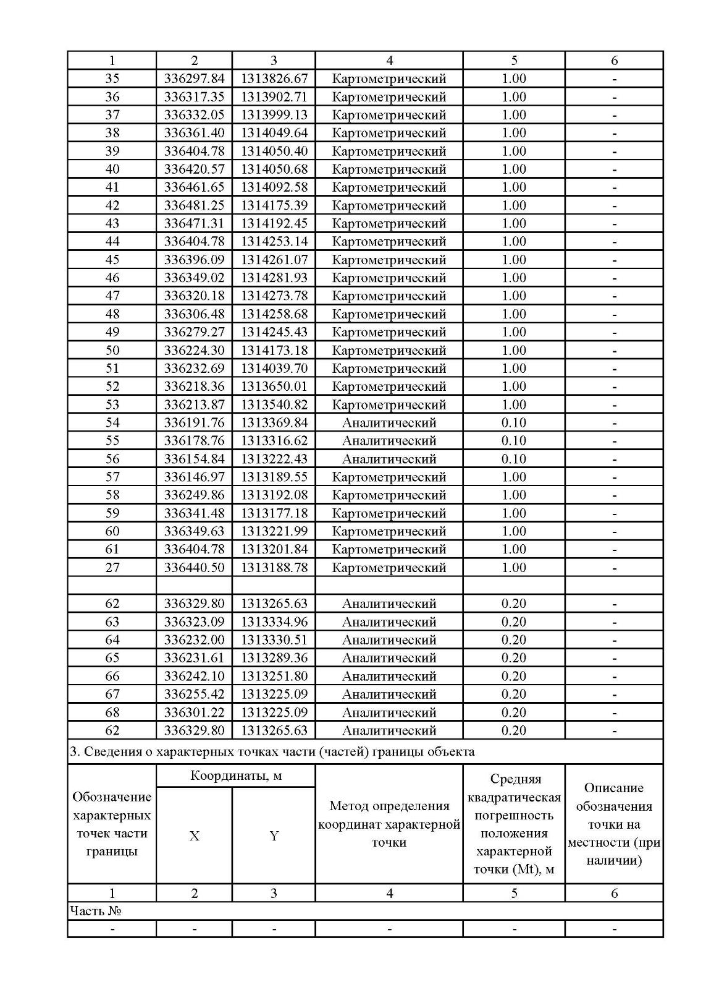 1 2 3 4 5 6
35 336297.84 1313826.67 Картометрический 1.00 -
36 336317.35 1313902.71 Картометрический 1.00 -
37 336332.05 1313999.13 Картометрический 1.00 -
38 336361.40 1314049.64 Картометрический 1.00 -
39 336404.78 1314050.40 Картометрический 1.00 -
40 336420.57 1314050.68 Картометрический 1.00 -
41 336461.65 1314092.58 Картометрический 1.00 -
42 336481.25 1314175.39 Картометрический 1.00 -
43 336471.31 1314192.45 Картометрический 1.00 -
44 336404.78 1314253.14 Картометрический 1.00 -
45 336396.09 1314261.07 Картометрический 1.00 -
46 336349.02 1314281.93 Картометрический 1.00 -
47 336320.18 1314273.78 Картометрический 1.00 -
48 336306.48 1314258.68 Картометрический 1.00 -
49 336279.27 1314245.43 Картометрический 1.00 -
50 336224.30 1314173.18 Картометрический 1.00 -
51 336232.69 1314039.70 Картометрический 1.00 -
52 336218.36 1313650.01 Картометрический 1.00 -
53 336213.87 1313540.82 Картометрический 1.00 -
54 336191.76 1313369.84 Аналитический 0.10 -
55 336178.76 1313316.62 Аналитический 0.10 -
56 336154.84 1313222.43 Аналитический 0.10 -
57 336146.97 1313189.55 Картометрический 1.00 -
58 336249.86 1313192.08 Картометрический 1.00 -
59 336341.48 1313177.18 Картометрический 1.00 -
60 336349.63 1313221.99 Картометрический 1.00 -
61 336404.78 1313201.84 Картометрический 1.00 -
27 336440.50 1313188.78 Картометрический 1.00 -
62 336329.80 1313265.63 Аналитический 0.20 -
63 336323.09 1313334.96 Аналитический 0.20 -
64 336232.00 1313330.51 Аналитический 0.20 -
65 336231.61 1313289.36 Аналитический 0.20 -
66 336242.10 1313251.80 Аналитический 0.20 -
67 336255.42 1313225.09 Аналитический 0.20 -
68 336301.22 1313225.09 Аналитический 0.20 -
62 336329.80 1313265.63 Аналитический 0.20 -
3. Сведения о характерных точках части (частей) границы объекта
Обозначение
характерных
точек части
границы
Координаты, м
X
Y
Метод определения
координат характерной
точки
Средняя
квадратическая
погрешность
положения
характерной
точки (Mt), м
Описание
обозначения
точки на
местности (при
наличии)
1 2 3 4 5 6
Часть №
- - - - - -